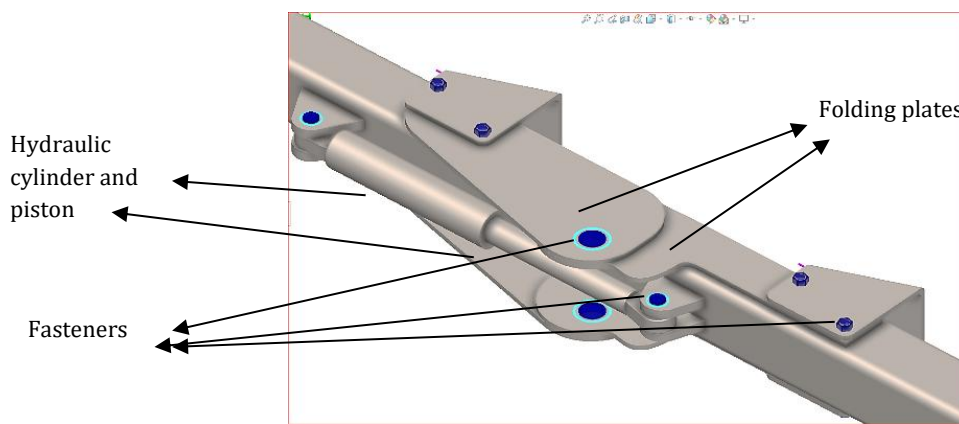 Folding plates
Hydraulic
cylinder and
piston
Fasteners